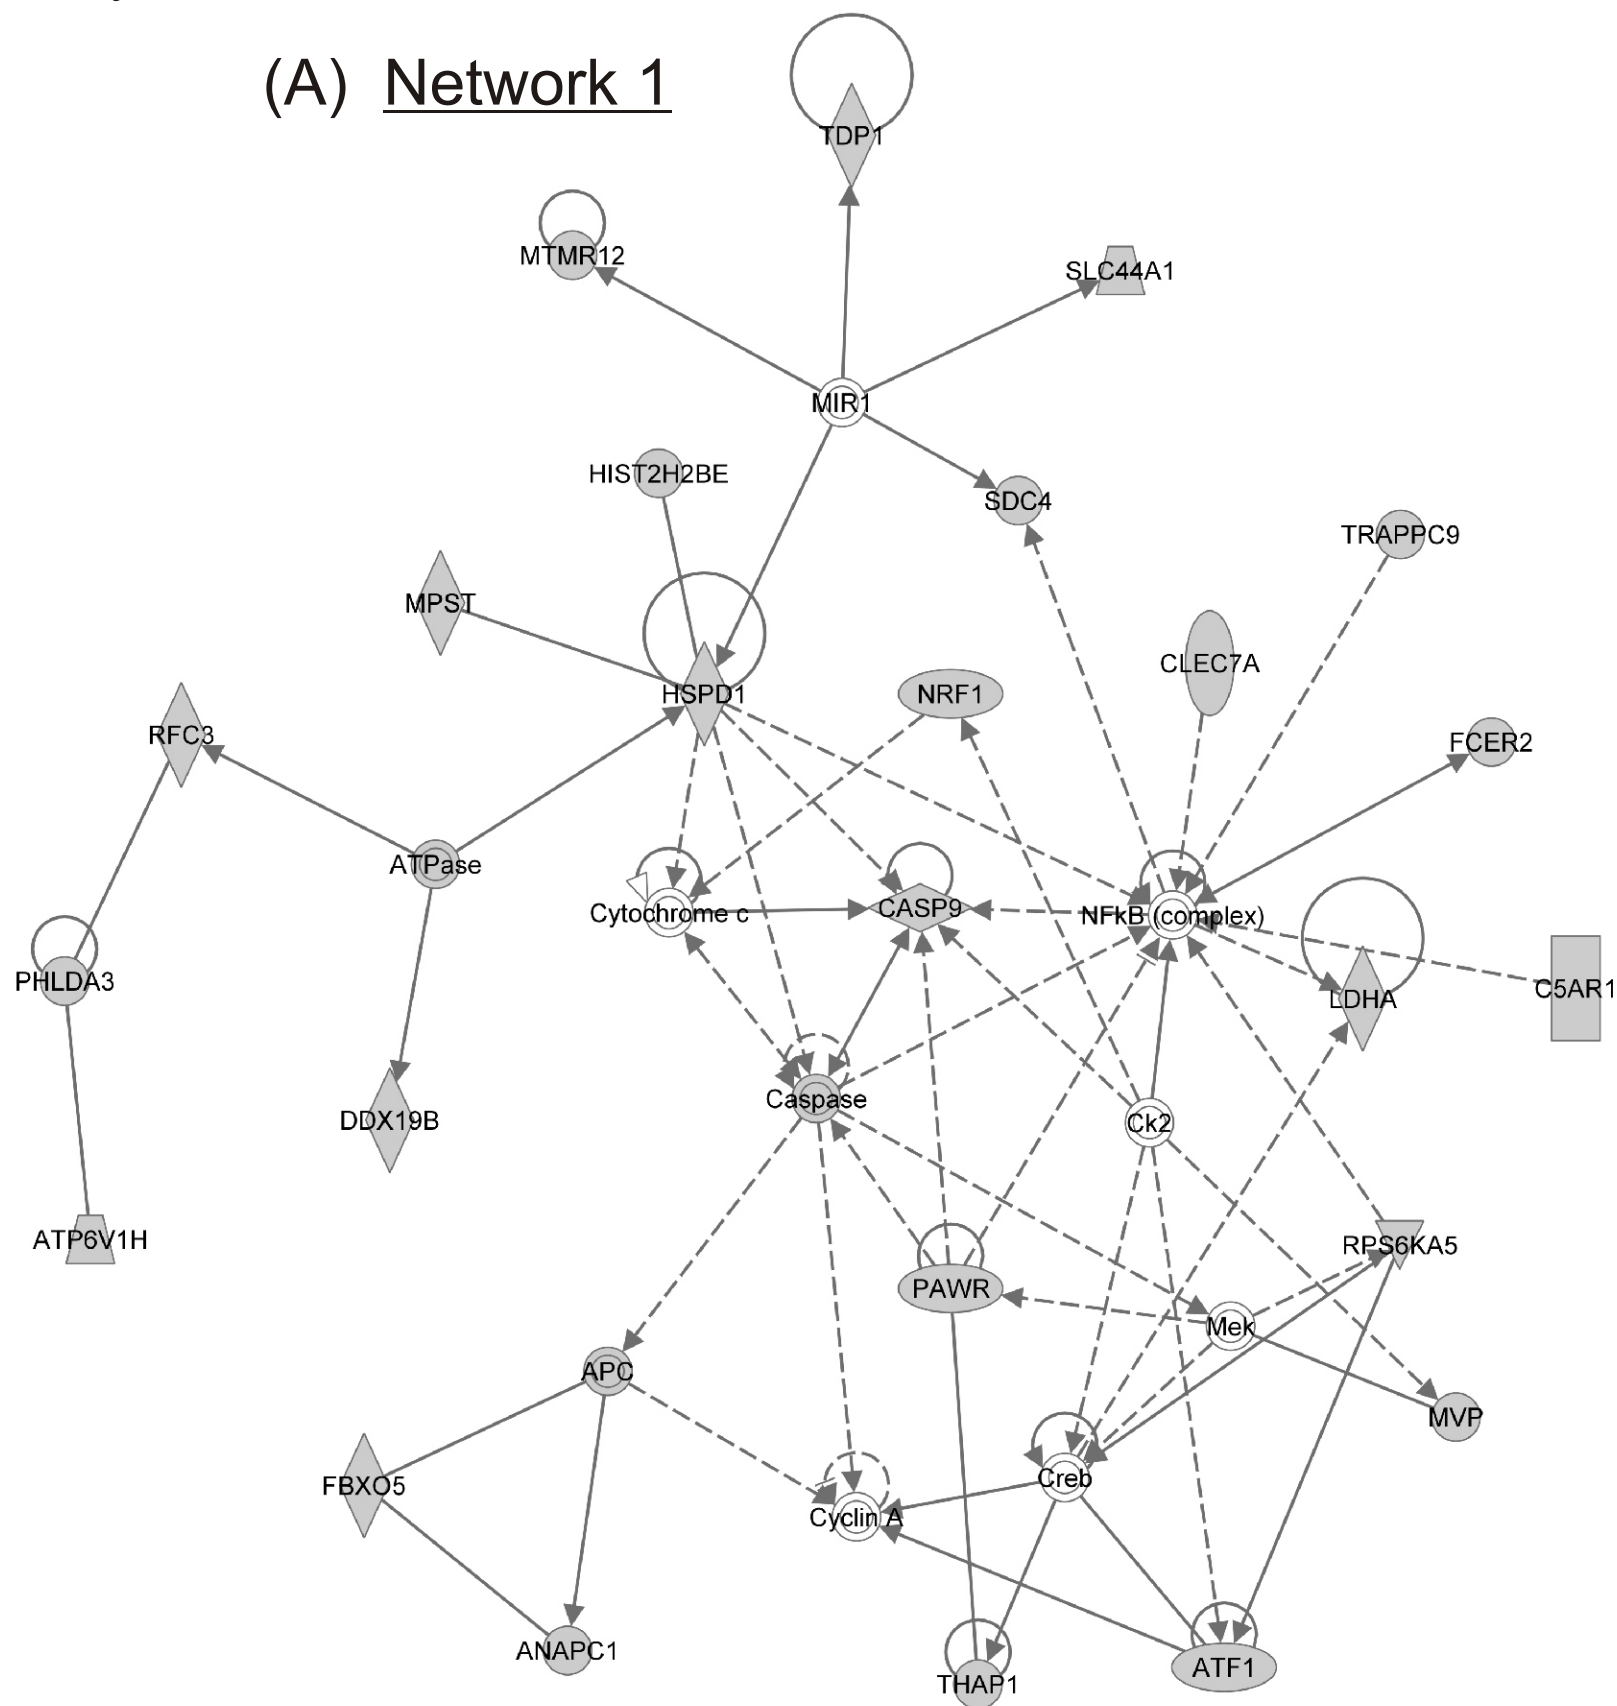 (A) Network 1
TDP1
MTMR12
SLC44A1
MIR1
HIST2H2BE
SDC4
TRAPPC9
MPST
CLEC7A
HSPD1
NRF1
RFC3
FCER2
ATPase
Cytochrome c
CASP9
NFkB (complex)
PHLDA3
LDHA
C5AR1
Caspase
DDX19B
Ck2
ATP6V1H
RPS6KA5
PAWR
Mek
APC
MVP
FBXO5
Creb
Cyclin A
ANAPC1
THAP1
ATF1